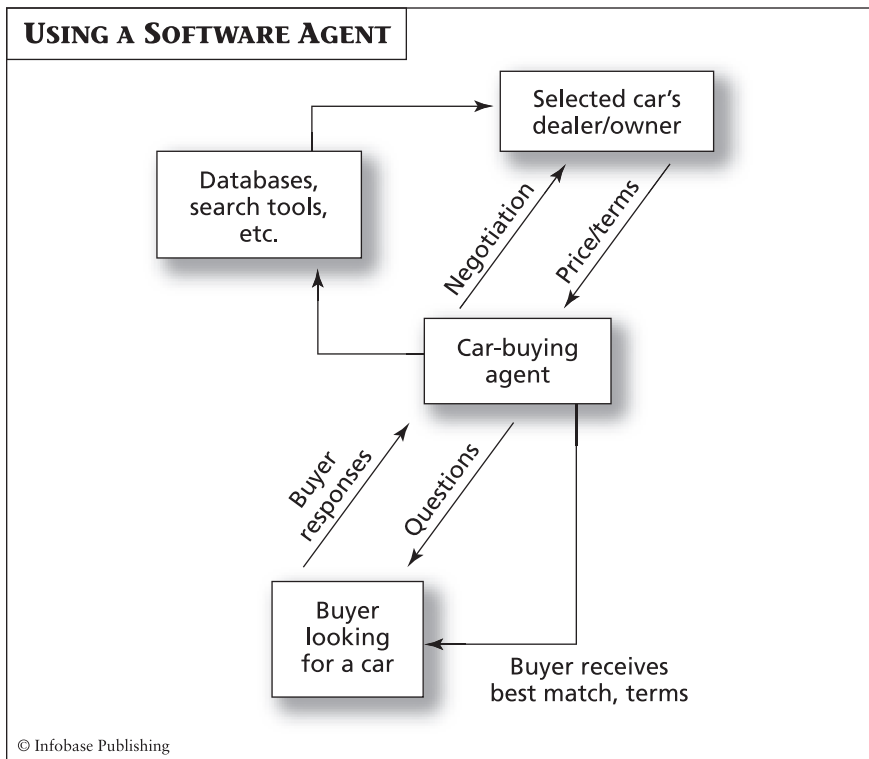 USING A SOFTWARE AGENT
Selected car's
dealer/owner
Databases,
search tools,
etc.
Negotiation
Price/terms
Car-buying
agent
Buyer
responses
Questions
Buyer
looking
for a car
Buyer receives
best match, terms
© Infobase Publishing